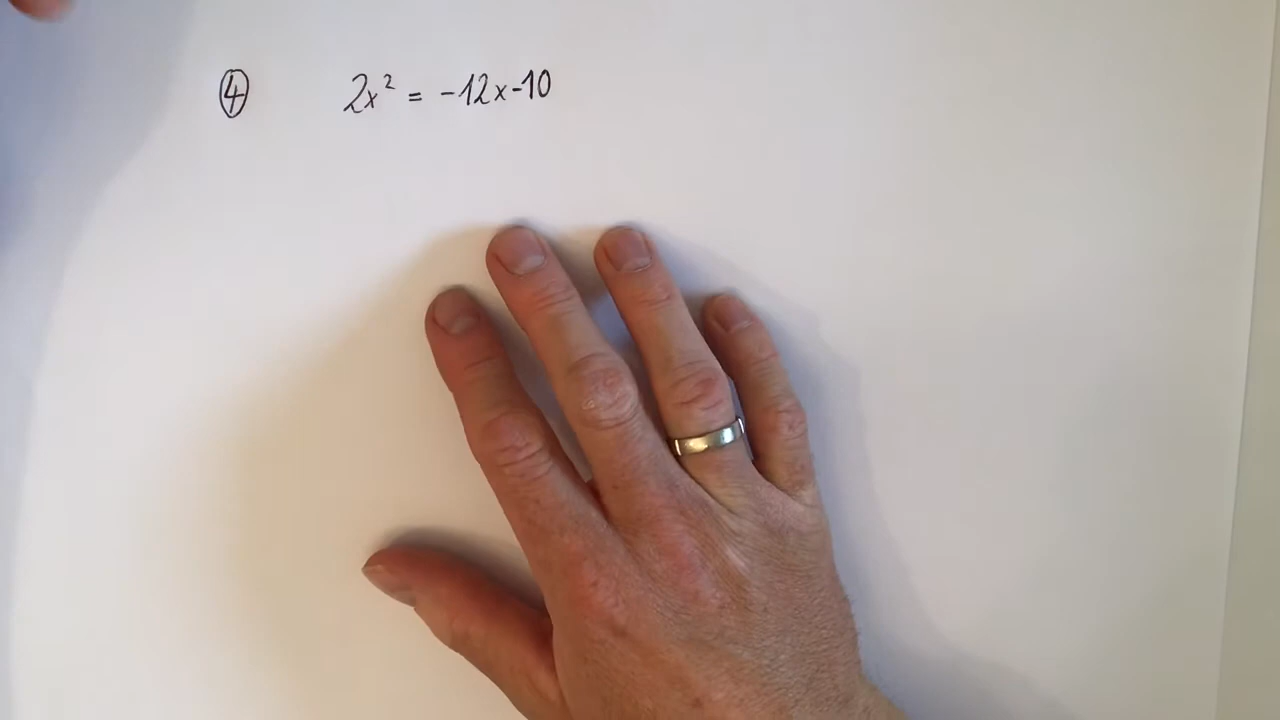 ④ 2x² = -12x-10